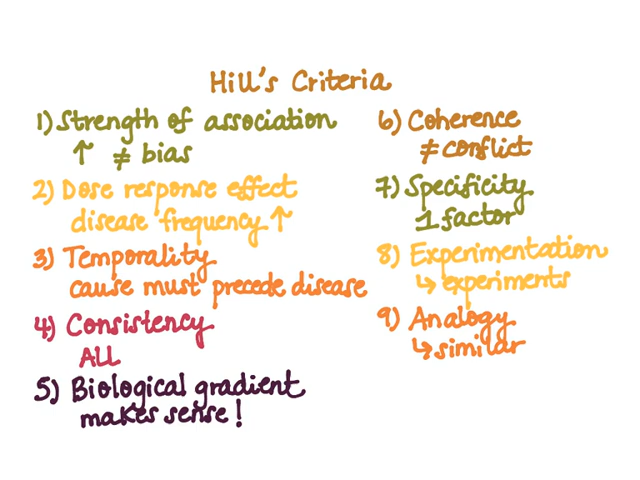 Hill's Criteria
1) Strength of association
↑ ≠ bias
2) Dose response effect
disease frequency ↑
3) Temporality
cause must precede disease
4) Consistency
ALL
5) Biological gradient
makes sense!
6) Coherence
≠ conflict
7) Specificity
1 factor
8) Experimentation
↳ experiments
9) Analogy
↳ similar